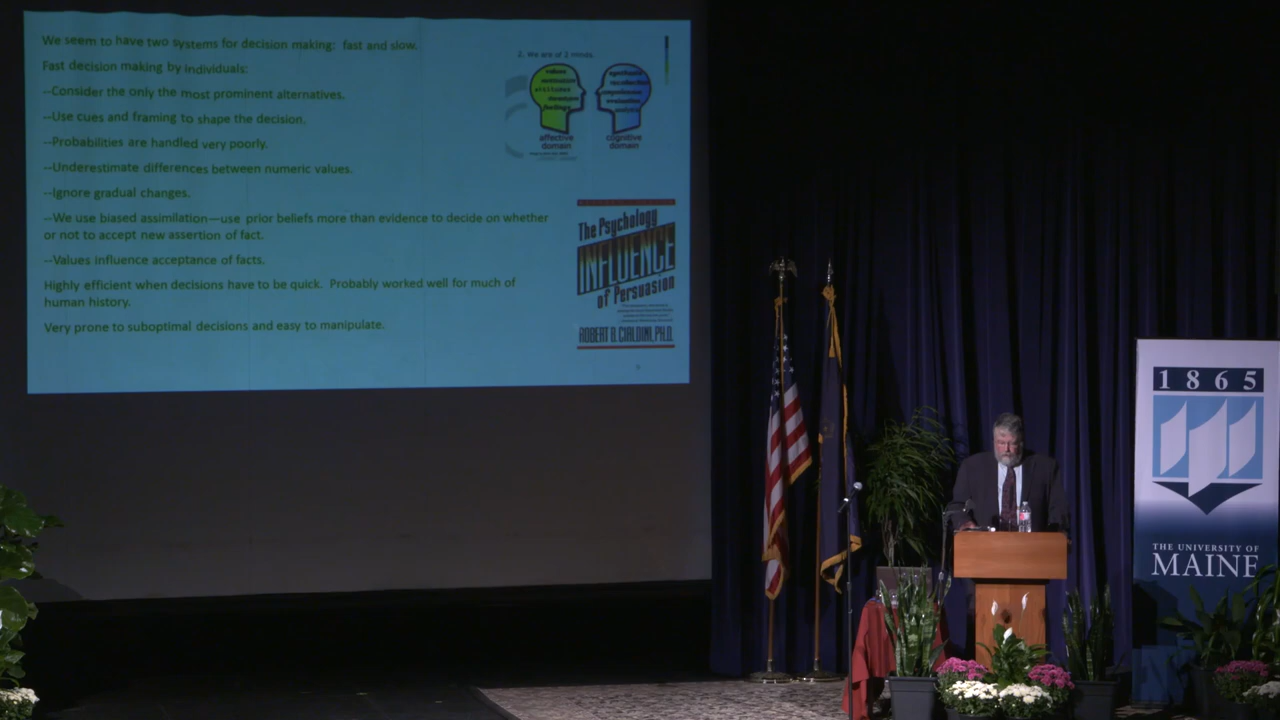 We seem to have two systems for decision making: fast and slow.
Fast decision making by individuals:
--Consider the only the most prominent alternatives.
--Use cues and framing to shape the decision.
--Probabilities are handled very poorly.
--Underestimate differences between numeric values.
--Ignore gradual changes.
--We use biased assimilation—use prior beliefs more than evidence to decide on whether
or not to accept new assertion of fact.
--Values influence acceptance of facts.
Highly efficient when decisions have to be quick. Probably worked well for much of
human history.
Very prone to suboptimal decisions and easy to manipulate.
2. We are of 2 minds.
values
motivation
attitudes
feelings
affective
domain
evaluation
cognitive
domain
The Psychology
INFLUENCE
of Persuasion
ROBERT B. CIALDINI, PH.D.
1865
THE UNIVERSITY OF
MAINE